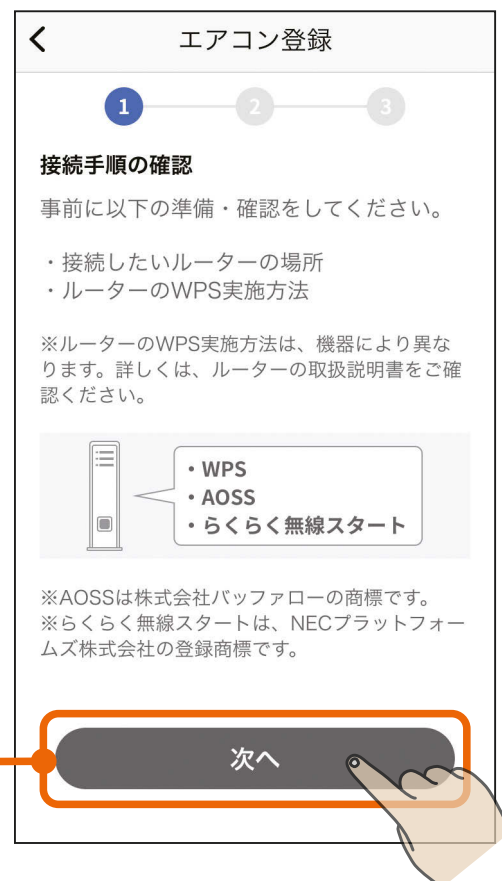 エアコン登録
1 2 3
接続手順の確認
事前に以下の準備・確認をしてください。
・接続したいルーターの場所
・ルーターのWPS実施方法
※ルーターのWPS実施方法は、機器により異な
ります。詳しくは、ルーターの取扱説明書をご確
認ください。
・WPS
・AOSS
・らくらく無線スタート
※AOSSは株式会社バッファローの商標です。
※らくらく無線スタートは、NECプラットフォー
ムズ株式会社の登録商標です。
次へ